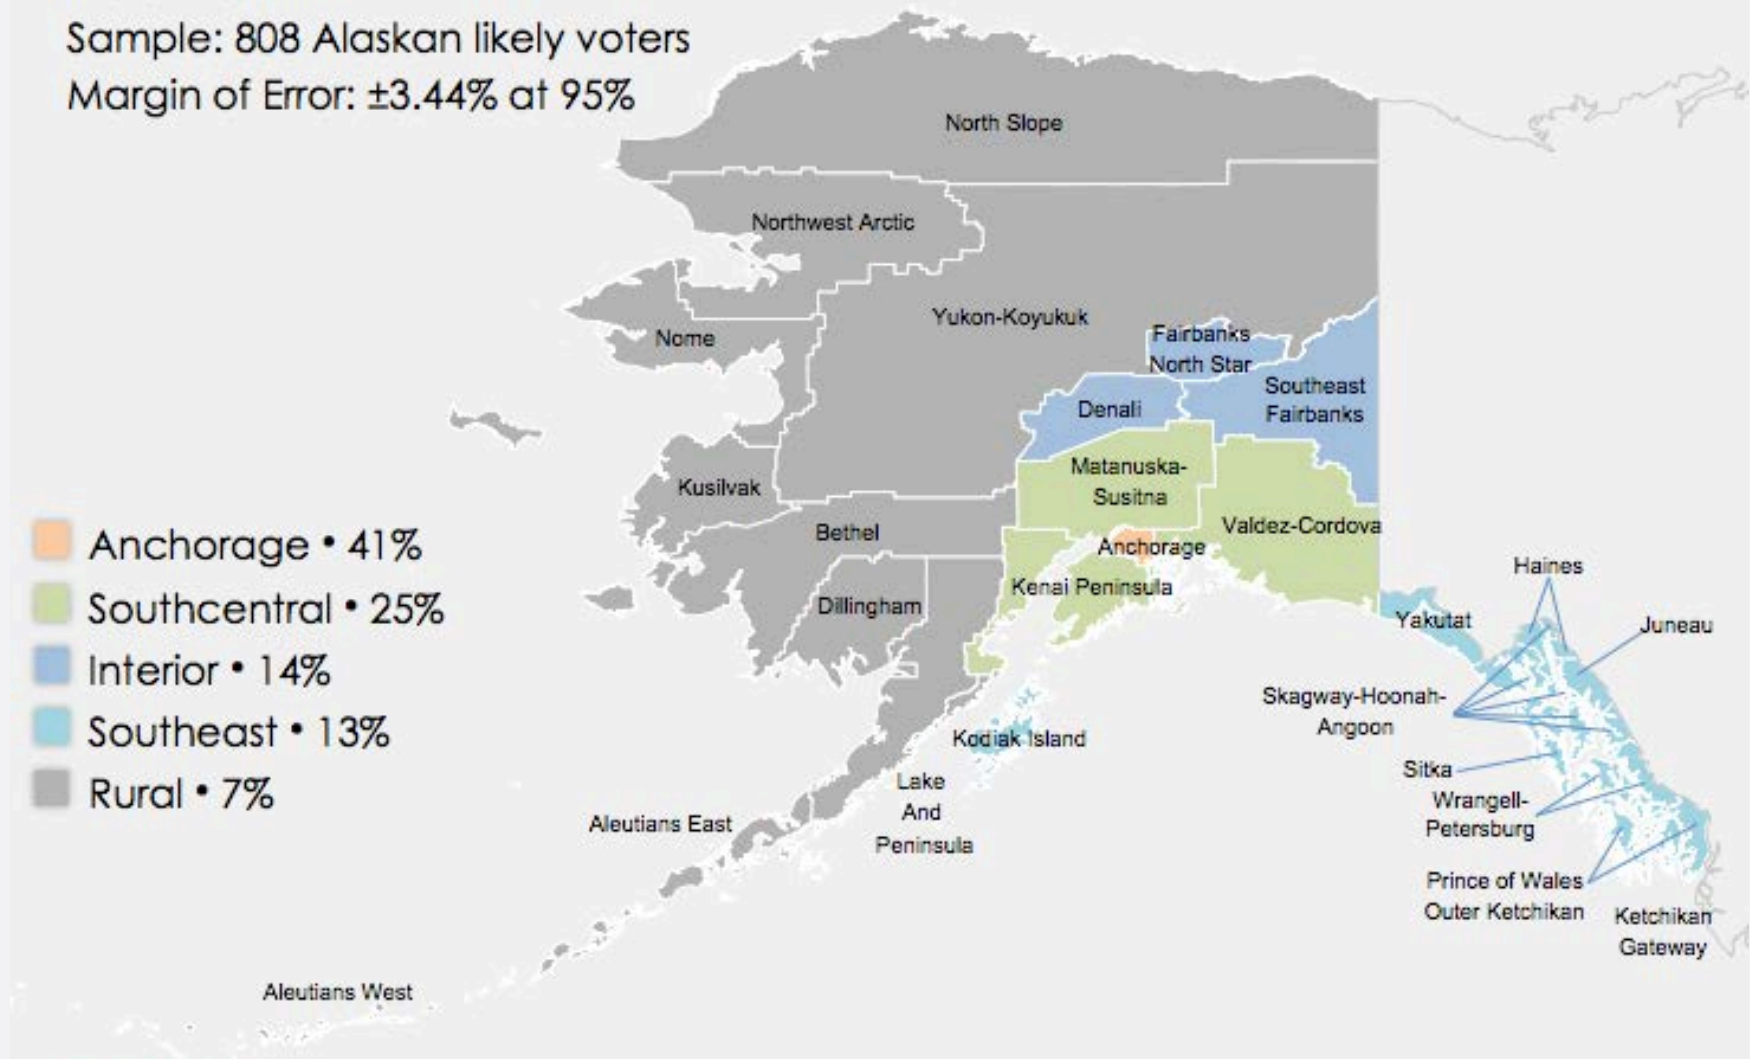 Sample: 808 Alaskan likely voters
Margin of Error: ±3.44% at 95%
North Slope
Northwest Arctic
Yukon-Koyukuk
Nome
Fairbanks
North Star
Southeast
Fairbanks
Denali
Matanuska-
Susitna
Kusilvak
Bethel
Valdez-Cordova
Anchorage
Kenai Peninsula
Dillingham
Anchorage • 41%
Southcentral • 25%
Interior • 14%
Southeast • 13%
Rural • 7%
Haines
Yakutat
Juneau
Skagway-Hoonah-
Angoon
Kodiak Island
Sitka
Lake
And
Peninsula
Wrangell-
Petersburg
Aleutians East
Prince of Wales
Outer Ketchikan
Ketchikan
Gateway
Aleutians West